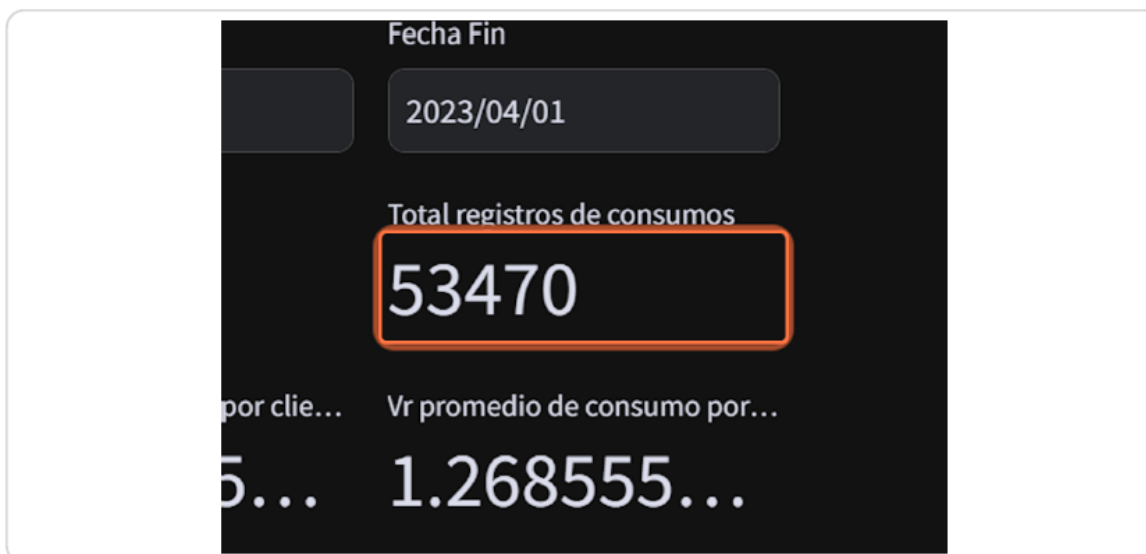 Fecha Fin
2023/04/01
Total registros de consumos
53470
por clie… Vr promedio de consumo por…
5… 1.268555…